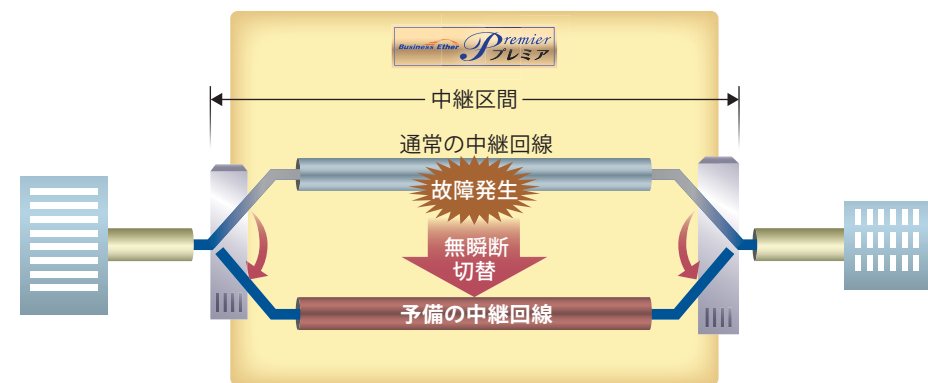 Business Ether Premier
プレミア
中継区間
通常の中継回線
故障発生
無瞬断
切替
予備の中継回線